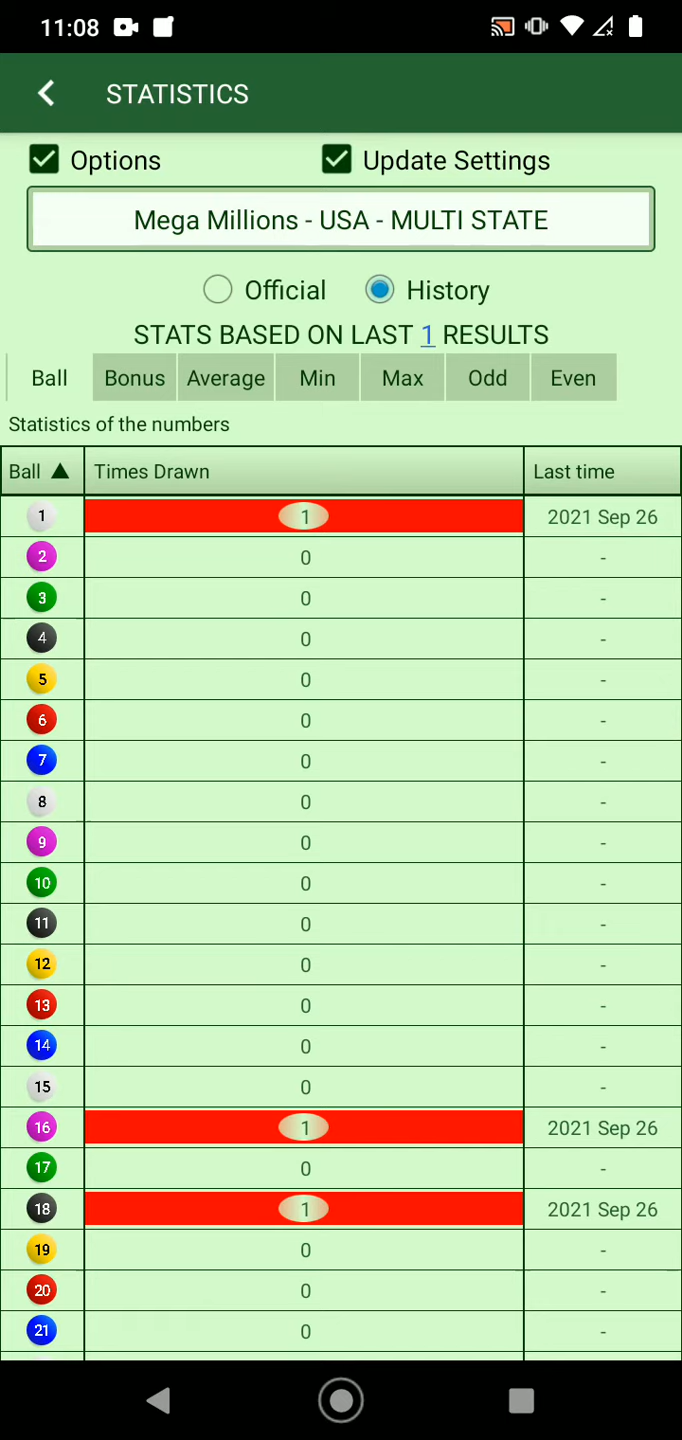 11:08
STATISTICS
Options Update Settings
Mega Millions - USA - MULTI STATE
Official History
STATS BASED ON LAST 1 RESULTS
Ball Bonus Average Min Max Odd Even
Statistics of the numbers
Ball ▲ Times Drawn Last time
1 1 2021 Sep 26
2 0 -
3 0 -
4 0 -
5 0 -
6 0 -
7 0 -
8 0 -
9 0 -
10 0 -
11 0 -
12 0 -
13 0 -
14 0 -
15 0 -
16 1 2021 Sep 26
17 0 -
18 1 2021 Sep 26
19 0 -
20 0 -
21 0 -